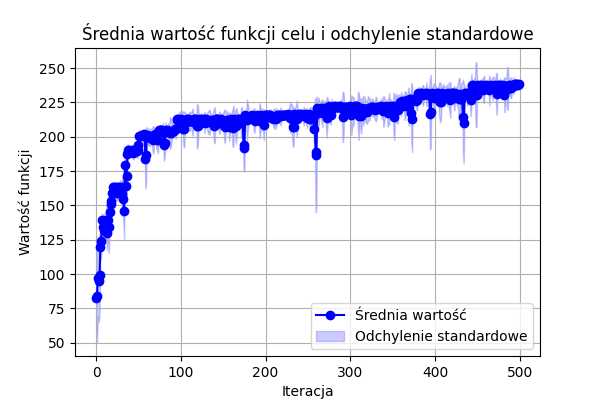 Średnia wartość funkcji celu i odchylenie standardowe
250
225
200
175
150
125
100
75
50
Wartość funkcji
0 100 200 300 400 500
Iteracja
Średnia wartość
Odchylenie standardowe